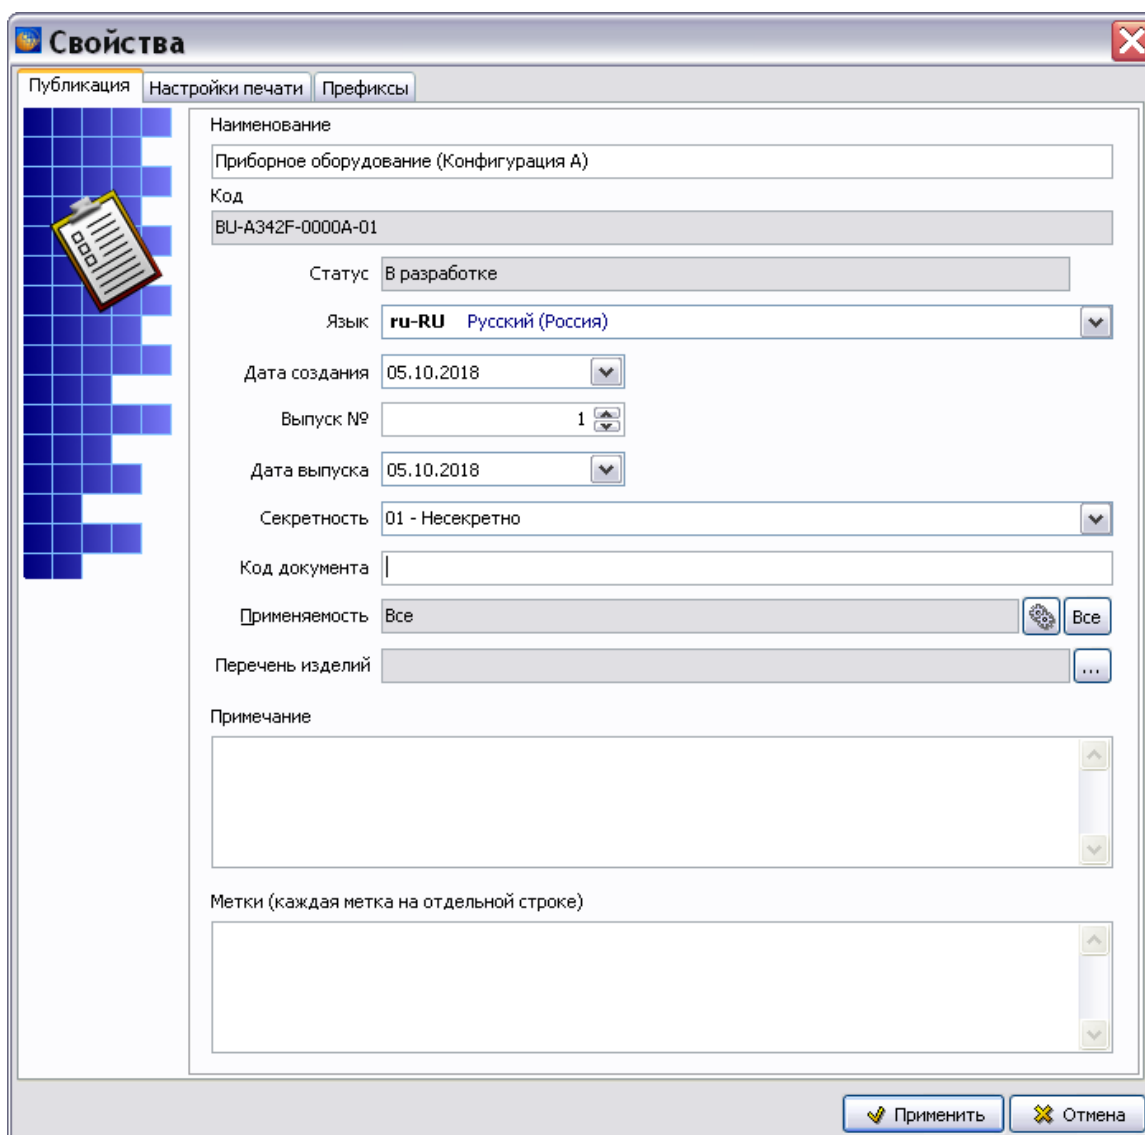 Свойства
Публикация Настройки печати Префиксы
Наименование
Приборное оборудование (Конфигурация А)
Код
BU-A342F-0000A-01
Статус В разработке
Язык ru-RU Русский (Россия)
Дата создания 05.10.2018
Выпуск № 1
Дата выпуска 05.10.2018
Секретность 01 - Несекретно
Код документа
Применяемость Все Все
Перечень изделий ...
Примечание
Метки (каждая метка на отдельной строке)
Применить Отмена